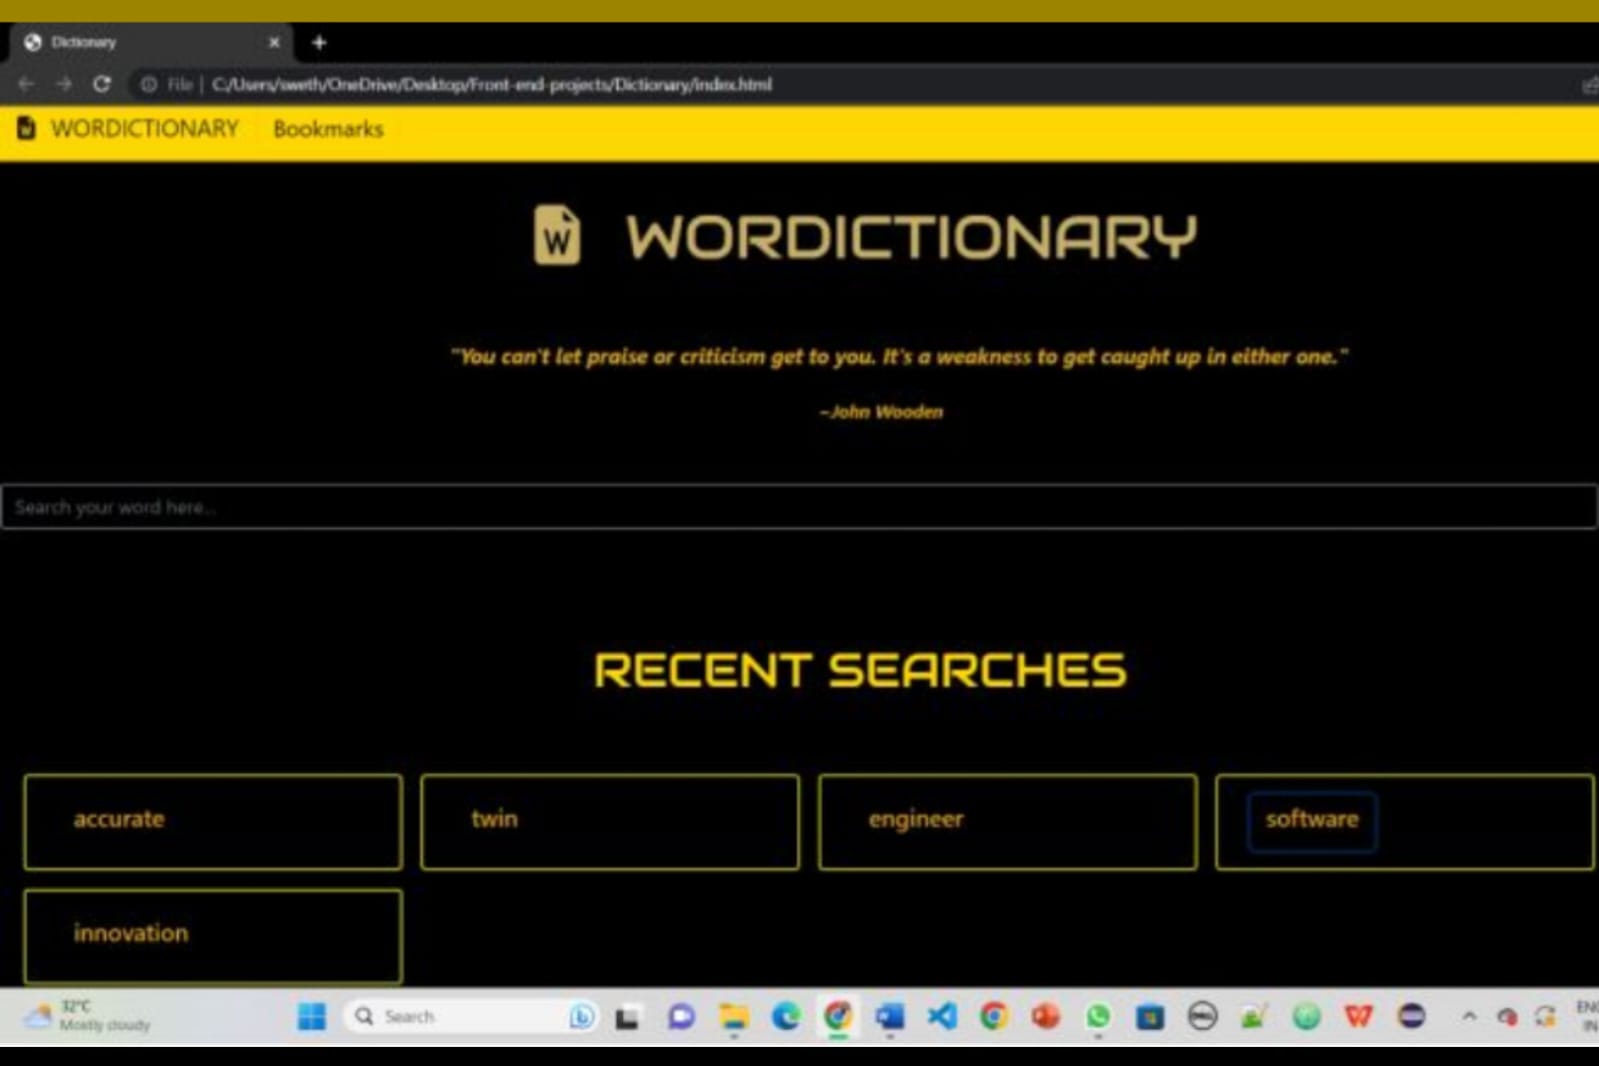 Dictionary
File | C:/Users/sweth/OneDrive/Desktop/Front-end-projects/Dictionary/index.html
WORDICTIONARY Bookmarks
W WORDICTIONARY
"You can't let praise or criticism get to you. It's a weakness to get caught up in either one."
~John Wooden
Search your word here...
RECENT SEARCHES
accurate twin engineer software
innovation
32°C
Mostly cloudy
Search
ENG
IN